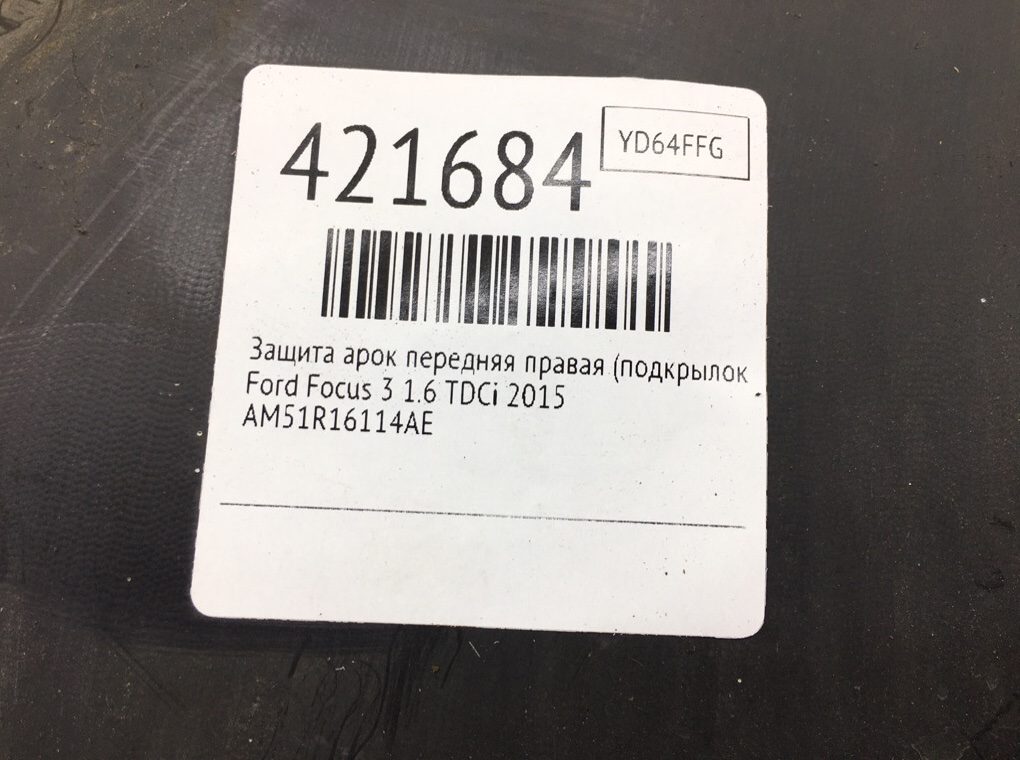 421684
YD64FFG
Защита арок передняя правая (подкрылок
Ford Focus 3 1.6 TDCi 2015
AM51R16114AE